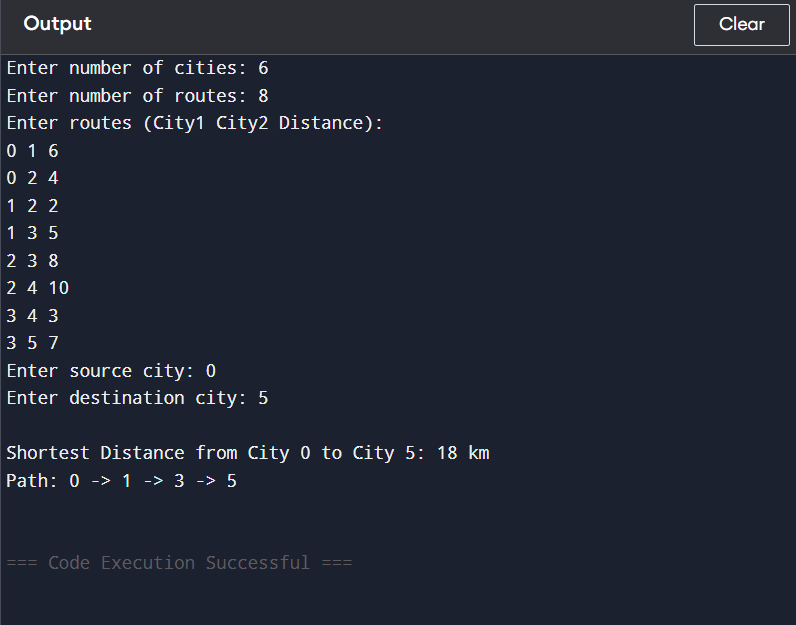 Output
Clear
Enter number of cities: 6
Enter number of routes: 8
Enter routes (City1 City2 Distance):
0 1 6
0 2 4
1 2 2
1 3 5
2 3 8
2 4 10
3 4 3
3 5 7
Enter source city: 0
Enter destination city: 5
Shortest Distance from City 0 to City 5: 18 km
Path: 0 -> 1 -> 3 -> 5
=== Code Execution Successful ===